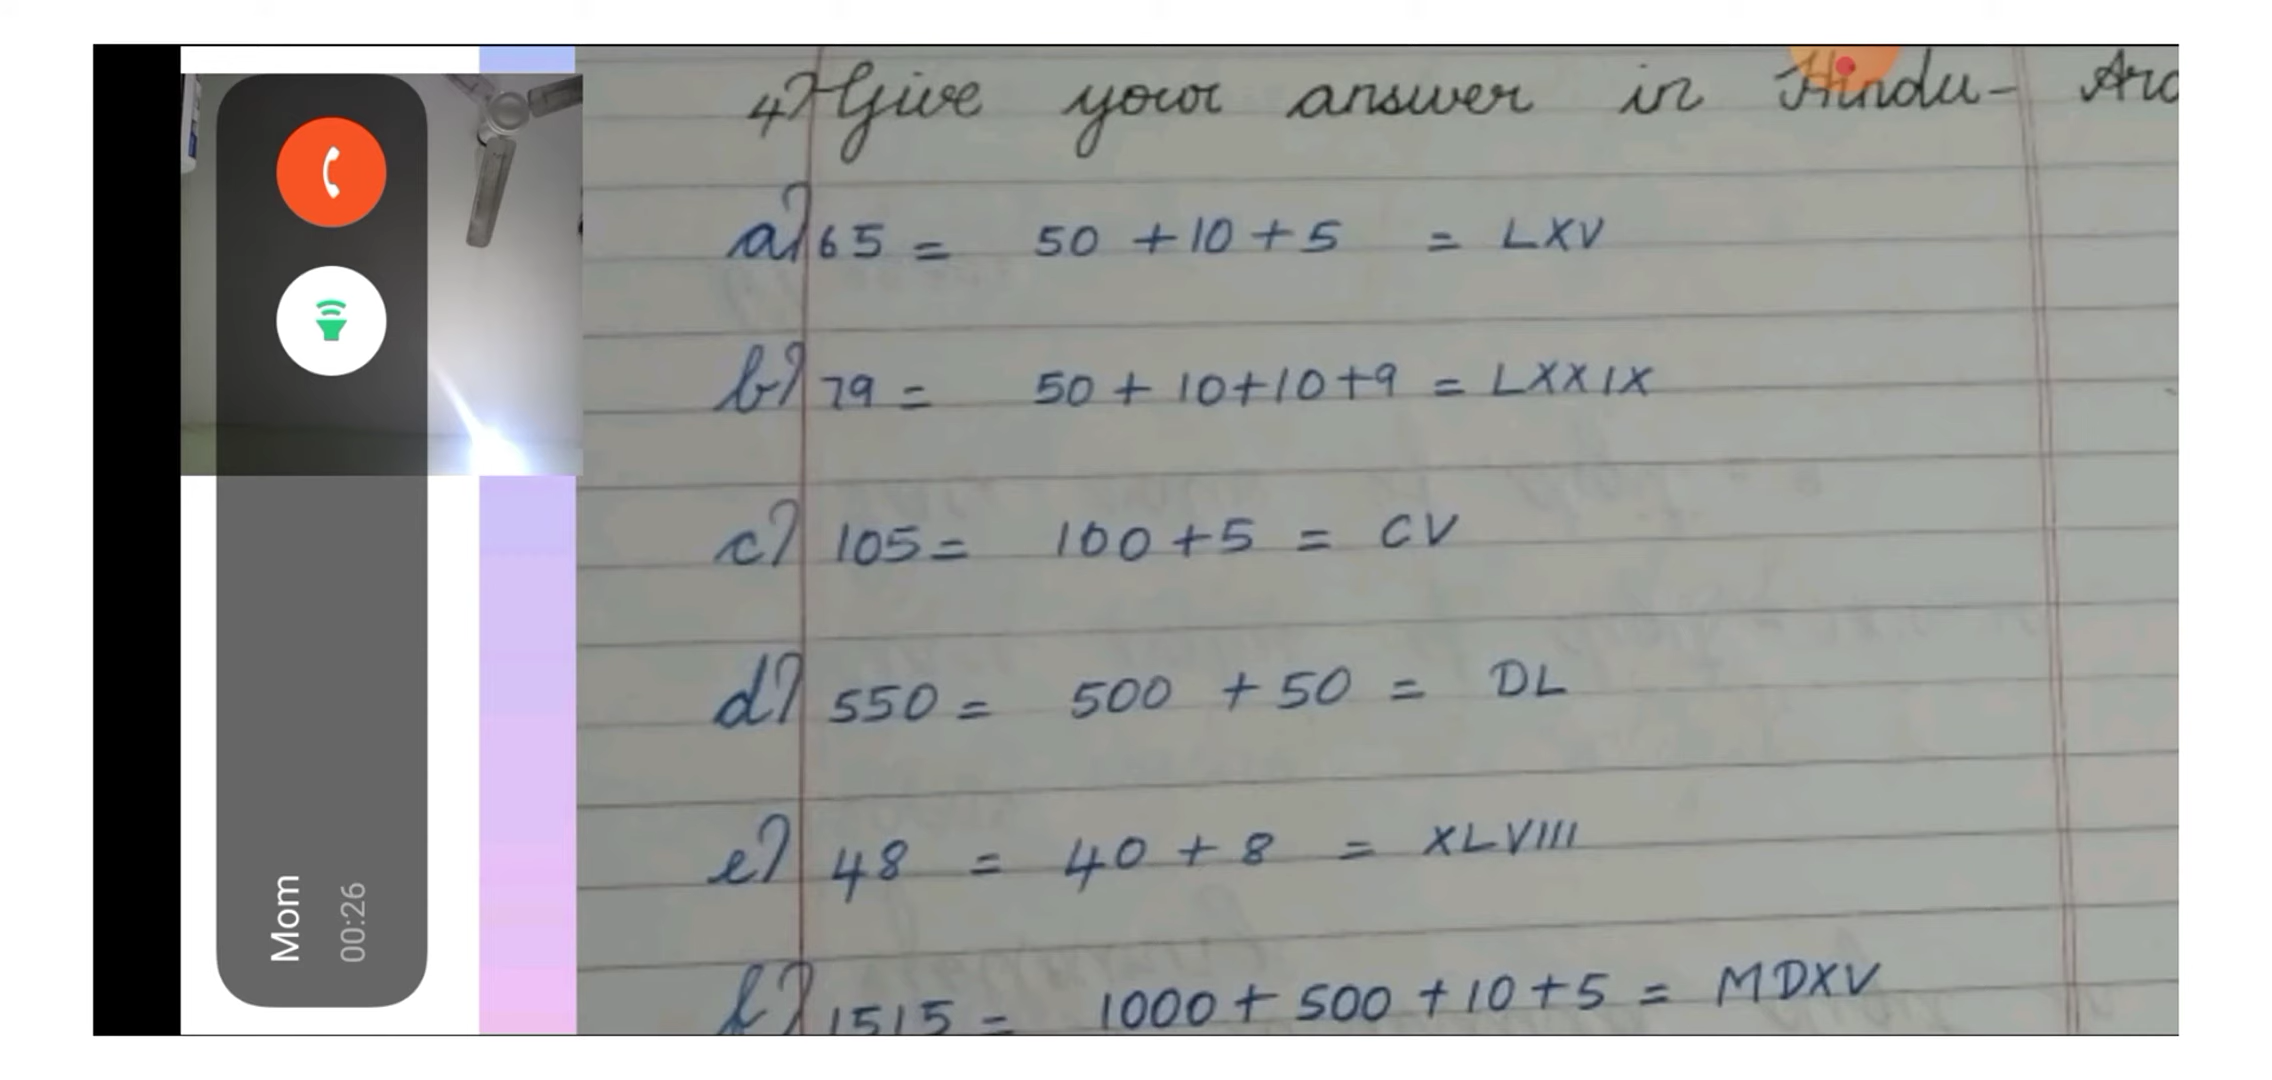 Mom
00:26
4) Give your answer in Hindu-
a) 65 = 50 + 10 + 5 = LXV
b) 79 = 50 + 10 + 10 + 9 = LXXIX
c) 105 = 100 + 5 = CV
d) 550 = 500 + 50 = DL
e) 48 = 40 + 8 = XLVIII
f) 1515 = 1000 + 500 + 10 + 5 = MDXV